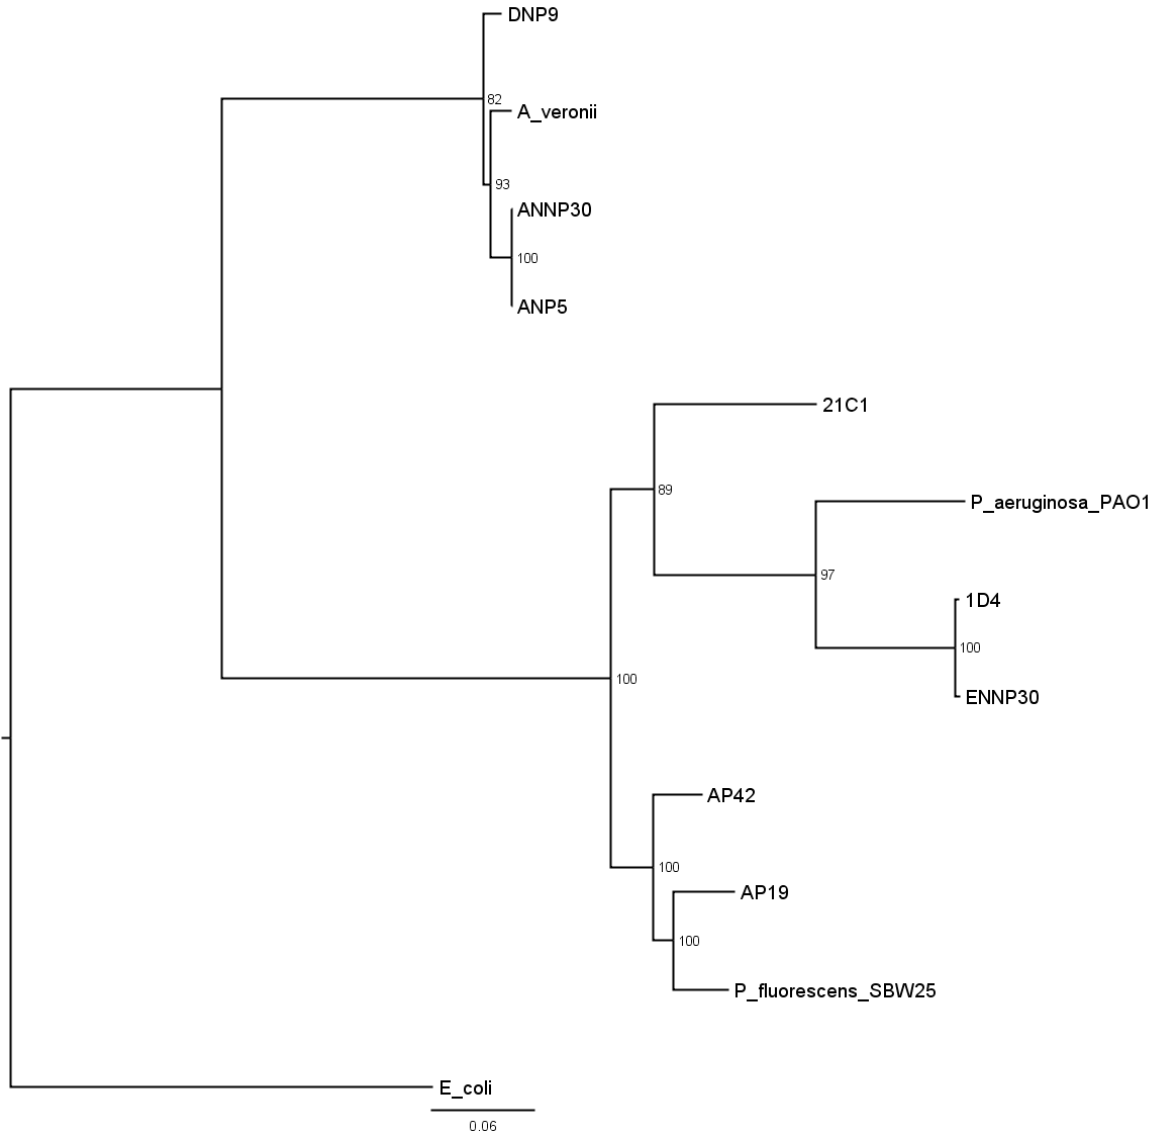 DNP9
82
A_veronii
93
ANNP30
100
ANP5
21C1
89
P_aeruginosa_PAO1
97
1D4
100
ENNP30
100
AP42
100
AP19
100
P_fluorescens_SBW25
E_coli
0.06